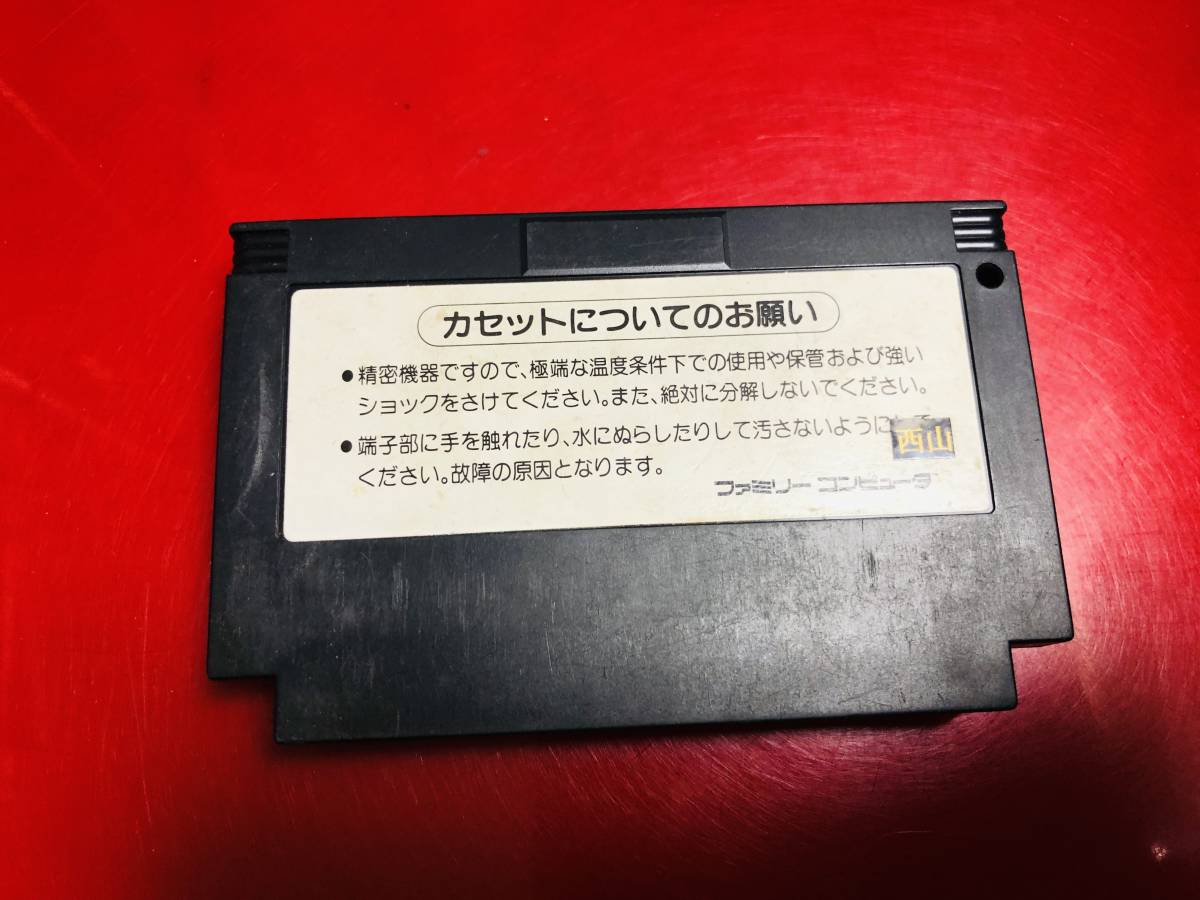 カセットについてのお願い
●精密機器ですので、極端な温度条件下での使用や保管および強い
ショックをさけてください。また、絶対に分解しないでください。
●端子部に手を触れたり、水にぬらしたりして汚さないように
西山
ください。故障の原因となります。
ファミリーコンピュータ